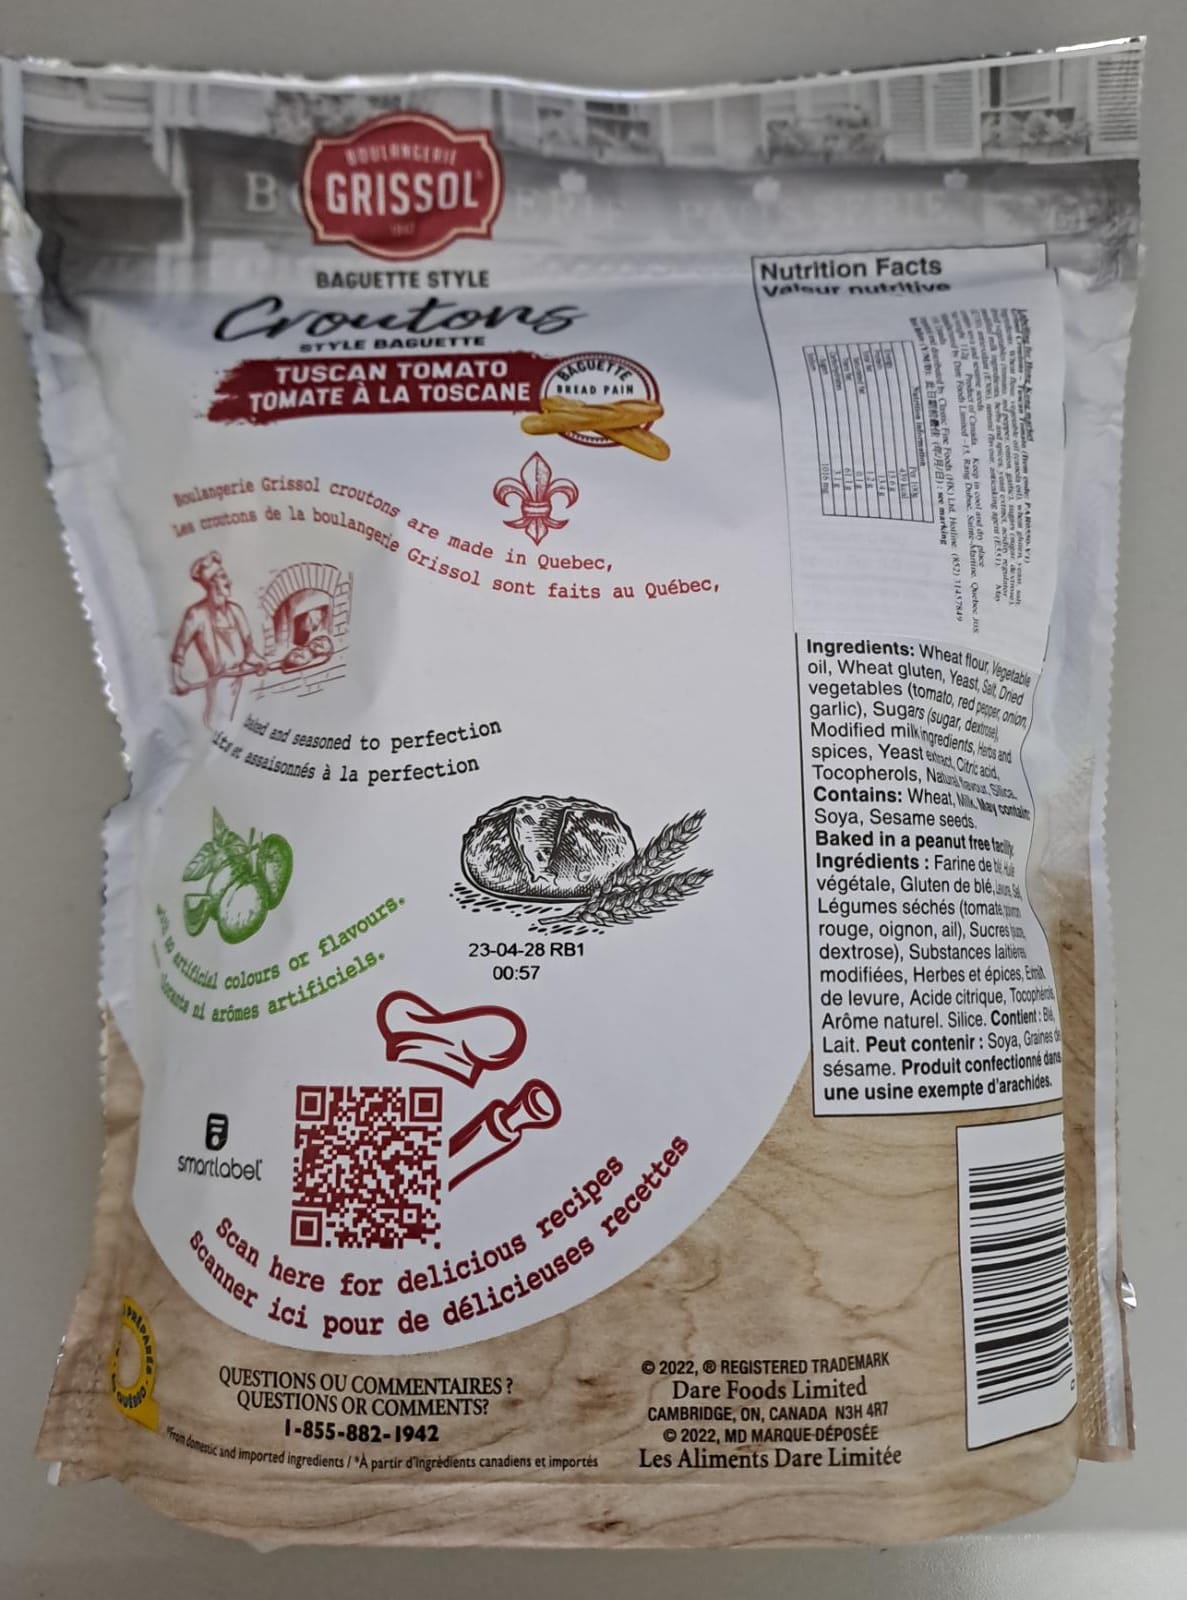 BOULANGERIE
GRISSOL
BAGUETTE STYLE
Croutons
STYLE BAGUETTE
TUSCAN TOMATO
TOMATE À LA TOSCANE
BAGUETTE
BREAD PAIN
Boulangerie Grissol croutons are made in Quebec,
Les croutons de la boulangerie Grissol sont faits au Québec,
baked and seasoned to perfection
et assaisonnés à la perfection
artificial colours or flavours.
ni arômes artificiels.
23-04-28 RB1
00:57
smartlabel
Scan here for delicious recipes
Scanner ici pour de délicieuses recettes
Nutrition Facts
Valeur nutritive
Nutrition information
Ingredients: Wheat flour, Vegetable
oil, Wheat gluten, Yeast, Salt, Dried
vegetables (tomato, red pepper, onion,
garlic), Sugars (sugar, dextrose),
Modified milk ingredients, Herbs and
spices, Yeast extract, Citric acid,
Tocopherols, Natural flavour, Silica.
Contains: Wheat, Milk. May contain:
Soya, Sesame seeds.
Baked in a peanut free facility.
Ingrédients : Farine de blé, Huile
végétale, Gluten de blé, Levure, Sel,
Légumes séchés (tomate, poivron
rouge, oignon, ail), Sucres (sucre,
dextrose), Substances laitières
modifiées, Herbes et épices, Extrait
de levure, Acide citrique, Tocophérols,
Arôme naturel. Silice. Contient : Blé,
Lait. Peut contenir : Soya, Graines de
sésame. Produit confectionné dans
une usine exempte d'arachides.
QUESTIONS OU COMMENTAIRES ?
QUESTIONS OR COMMENTS?
1-855-882-1942
*From domestic and imported ingredients / *À partir d'ingrédients canadiens et importés
© 2022, ® REGISTERED TRADEMARK
Dare Foods Limited
CAMBRIDGE, ON, CANADA N3H 4R7
© 2022, MD MARQUE DÉPOSÉE
Les Aliments Dare Limitée